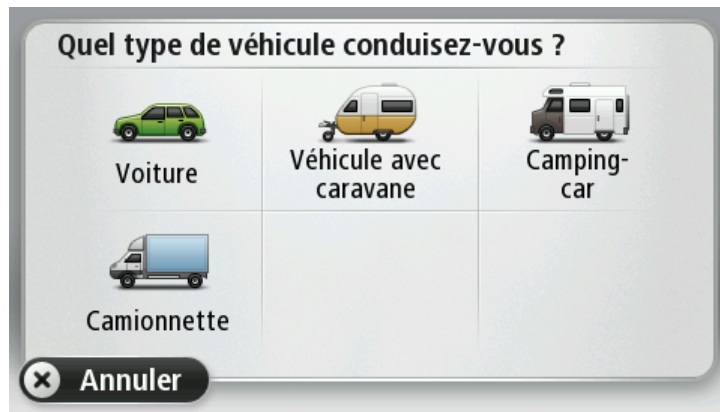 Quel type de véhicule conduisez-vous ?
Voiture
Véhicule avec
caravane
Camping-
car
Camionnette
Annuler